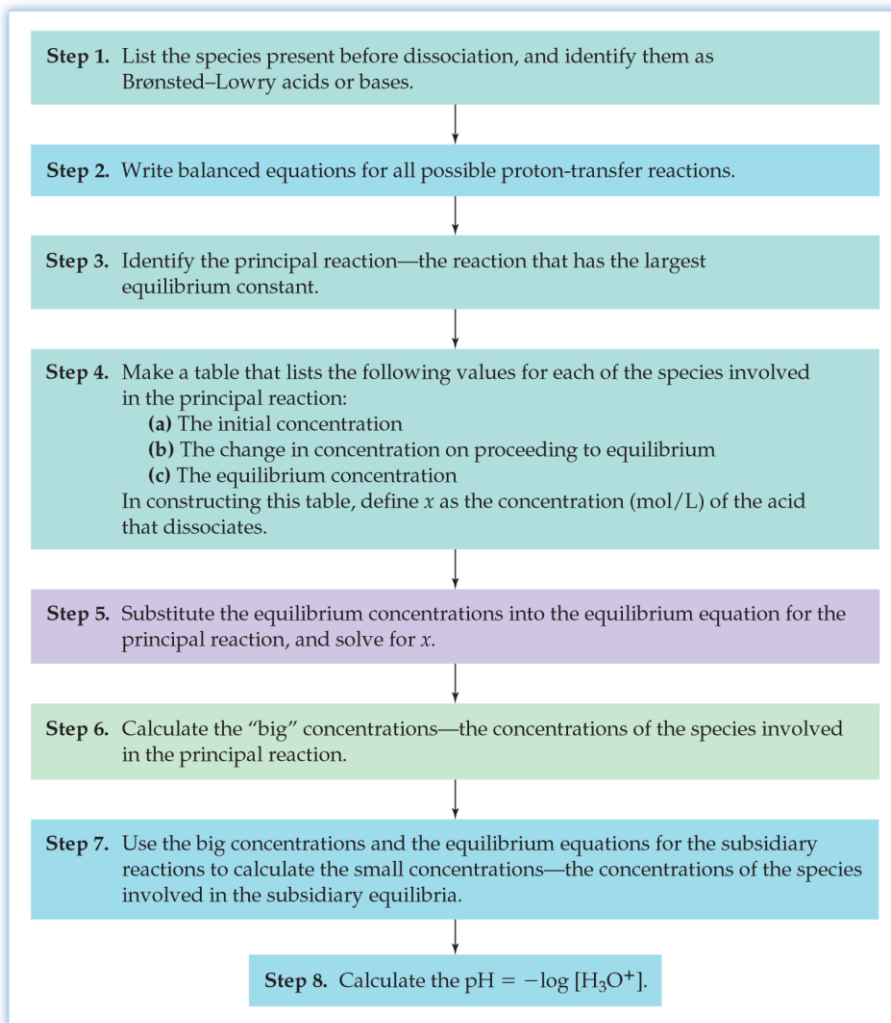 Step 1. List the species present before dissociation, and identify them as
Brønsted–Lowry acids or bases.
Step 2. Write balanced equations for all possible proton-transfer reactions.
Step 3. Identify the principal reaction—the reaction that has the largest
equilibrium constant.
Step 4. Make a table that lists the following values for each of the species involved
in the principal reaction:
(a) The initial concentration
(b) The change in concentration on proceeding to equilibrium
(c) The equilibrium concentration
In constructing this table, define x as the concentration (mol/L) of the acid
that dissociates.
Step 5. Substitute the equilibrium concentrations into the equilibrium equation for the
principal reaction, and solve for x.
Step 6. Calculate the “big” concentrations—the concentrations of the species involved
in the principal reaction.
Step 7. Use the big concentrations and the equilibrium equations for the subsidiary
reactions to calculate the small concentrations—the concentrations of the species
involved in the subsidiary equilibria.
Step 8. Calculate the pH = −log [H₃O⁺].